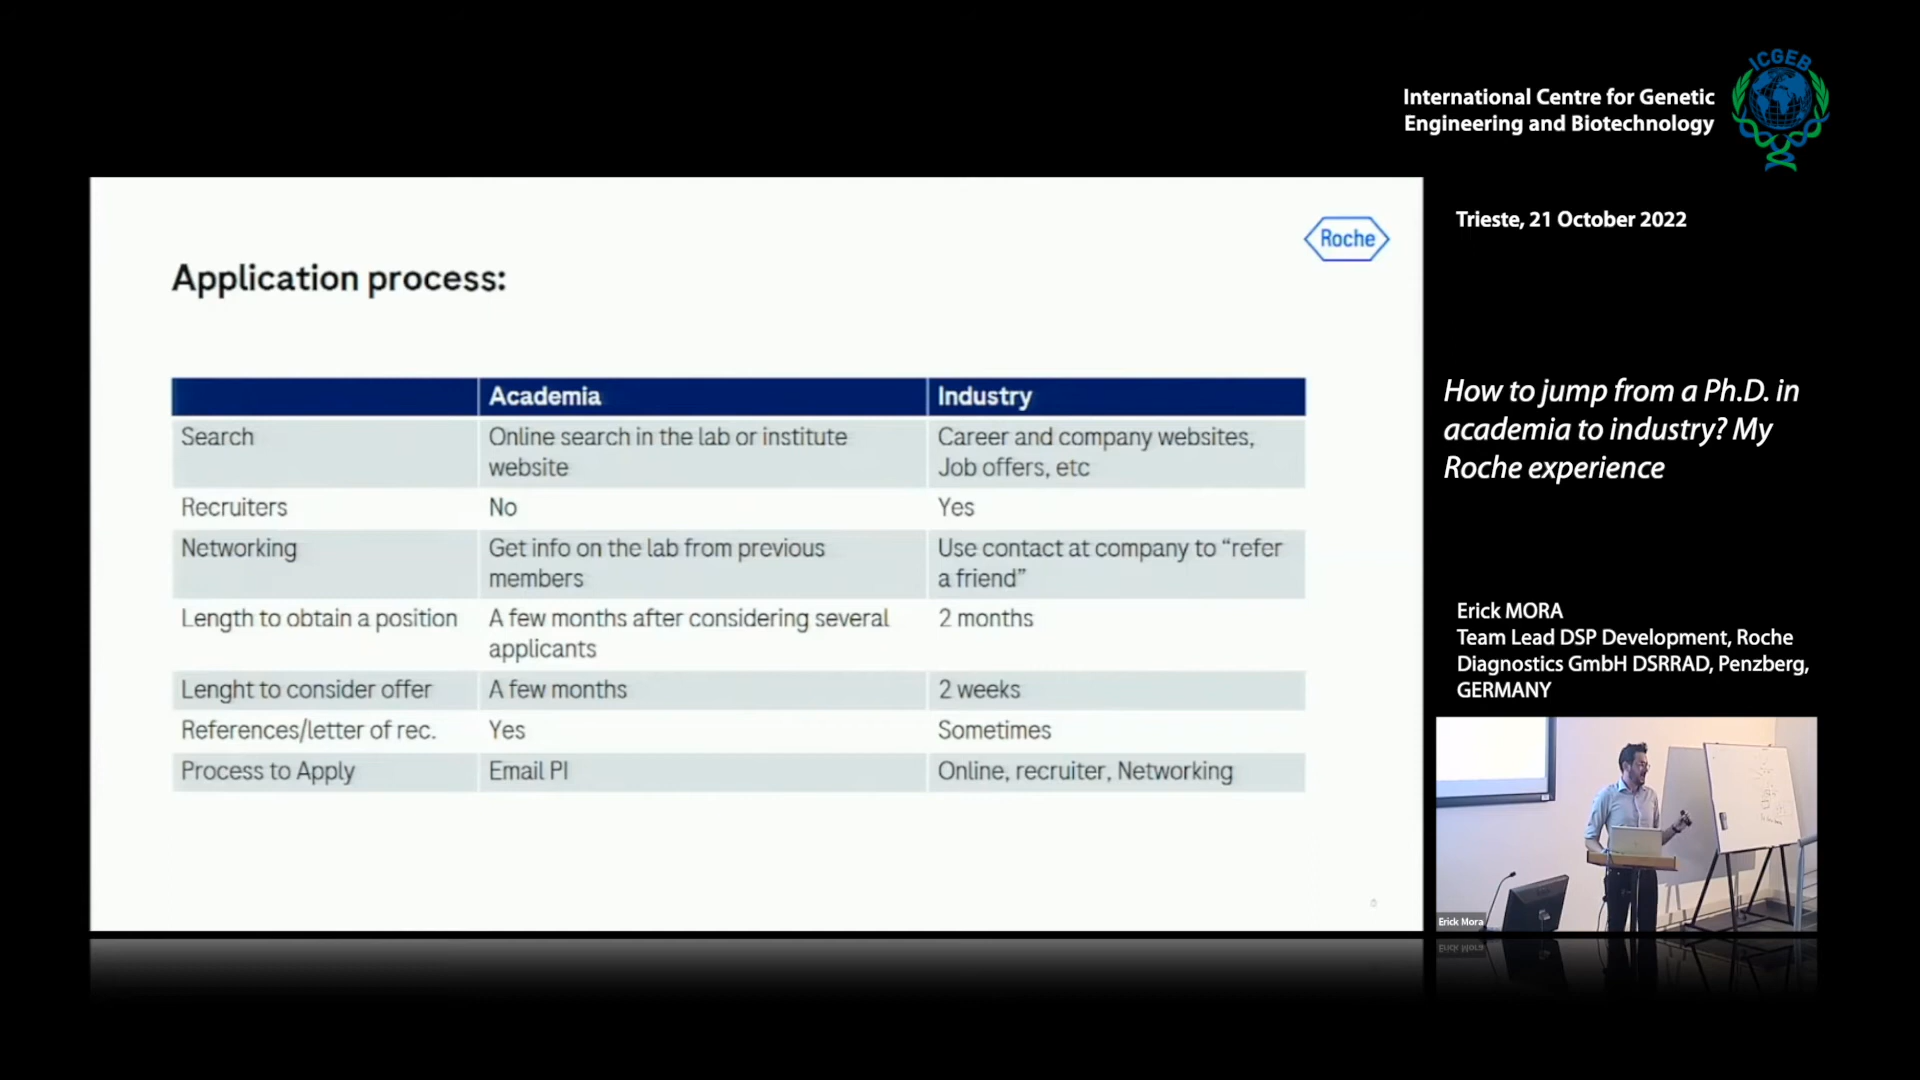 ICGEB
International Centre for Genetic
Engineering and Biotechnology
Trieste, 21 October 2022
Roche
Application process:
Academia
Industry
Search
Online search in the lab or institute
website
Career and company websites,
Job offers, etc
Recruiters
No
Yes
Networking
Get info on the lab from previous
members
Use contact at company to “refer
a friend”
Length to obtain a position
A few months after considering several
applicants
2 months
Lenght to consider offer
A few months
2 weeks
References/letter of rec.
Yes
Sometimes
Process to Apply
Email PI
Online, recruiter, Networking
How to jump from a Ph.D. in
academia to industry? My
Roche experience
Erick MORA
Team Lead DSP Development, Roche
Diagnostics GmbH DSRRAD, Penzberg,
GERMANY
Erick Mora